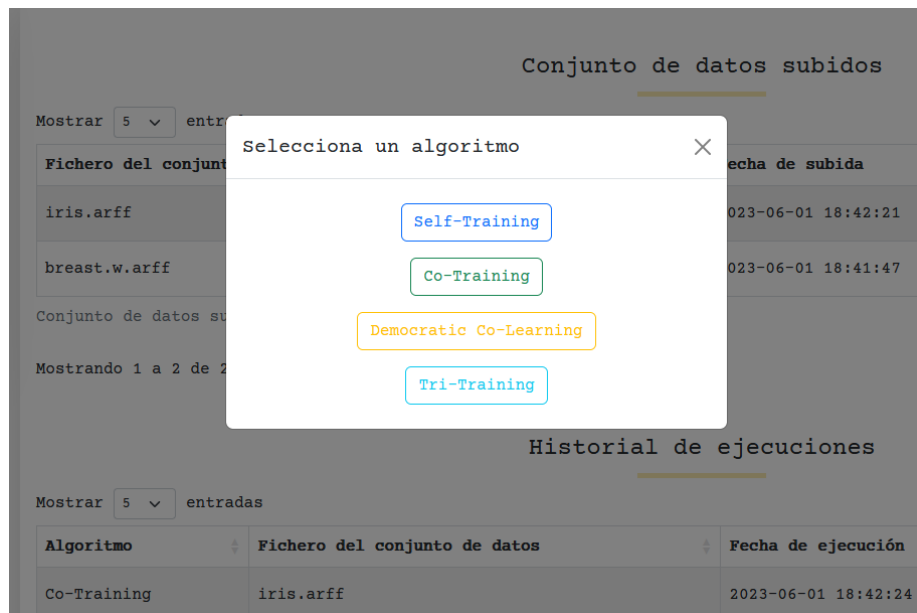 Conjunto de datos subidos
Mostrar 5 entr
Selecciona un algoritmo
Fichero del conjunt echa de subida
iris.arff 023-06-01 18:42:21
Self-Training
breast.w.arff 023-06-01 18:41:47
Co-Training
Conjunto de datos su
Democratic Co-Learning
Mostrando 1 a 2 de 2
Tri-Training
Historial de ejecuciones
Mostrar 5 entradas
Algoritmo Fichero del conjunto de datos Fecha de ejecución
Co-Training iris.arff 2023-06-01 18:42:24